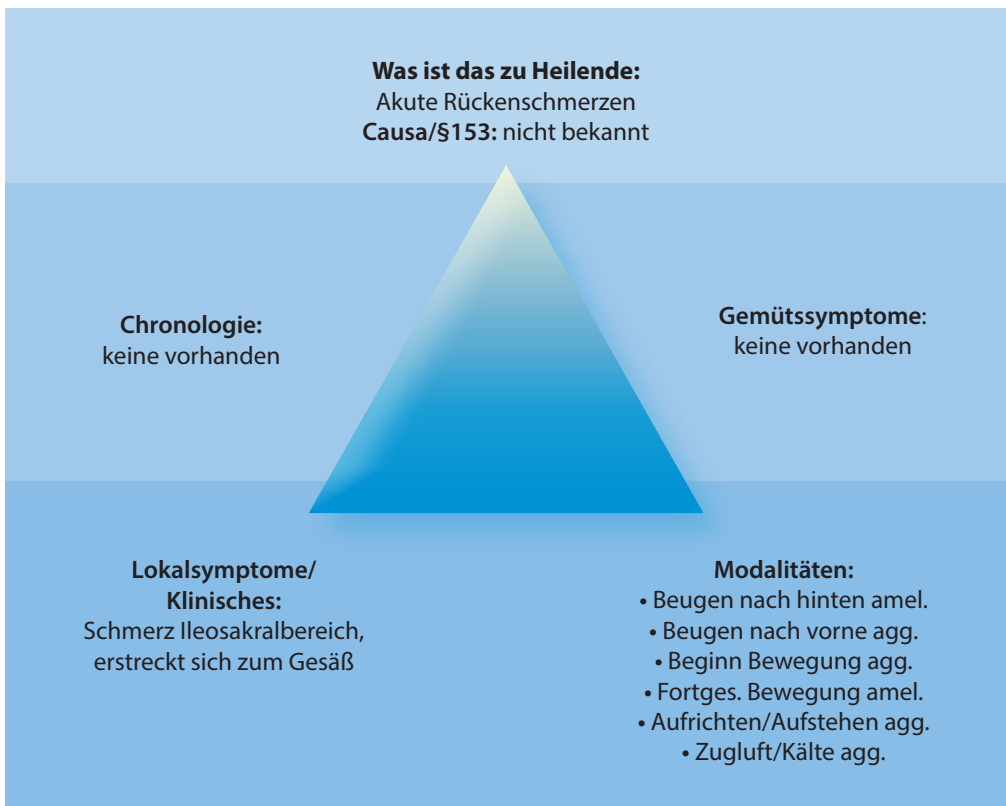 Was ist das zu Heilende:
Akute Rückenschmerzen
Causa/§153: nicht bekannt
Chronologie:
keine vorhanden
Gemütssymptome:
keine vorhanden
Lokalsymptome/
Klinisches:
Schmerz Ileosakralbereich,
erstreckt sich zum Gesäß
Modalitäten:
• Beugen nach hinten amel.
• Beugen nach vorne agg.
• Beginn Bewegung agg.
• Fortges. Bewegung amel.
• Aufrichten/Aufstehen agg.
• Zugluft/Kälte agg.